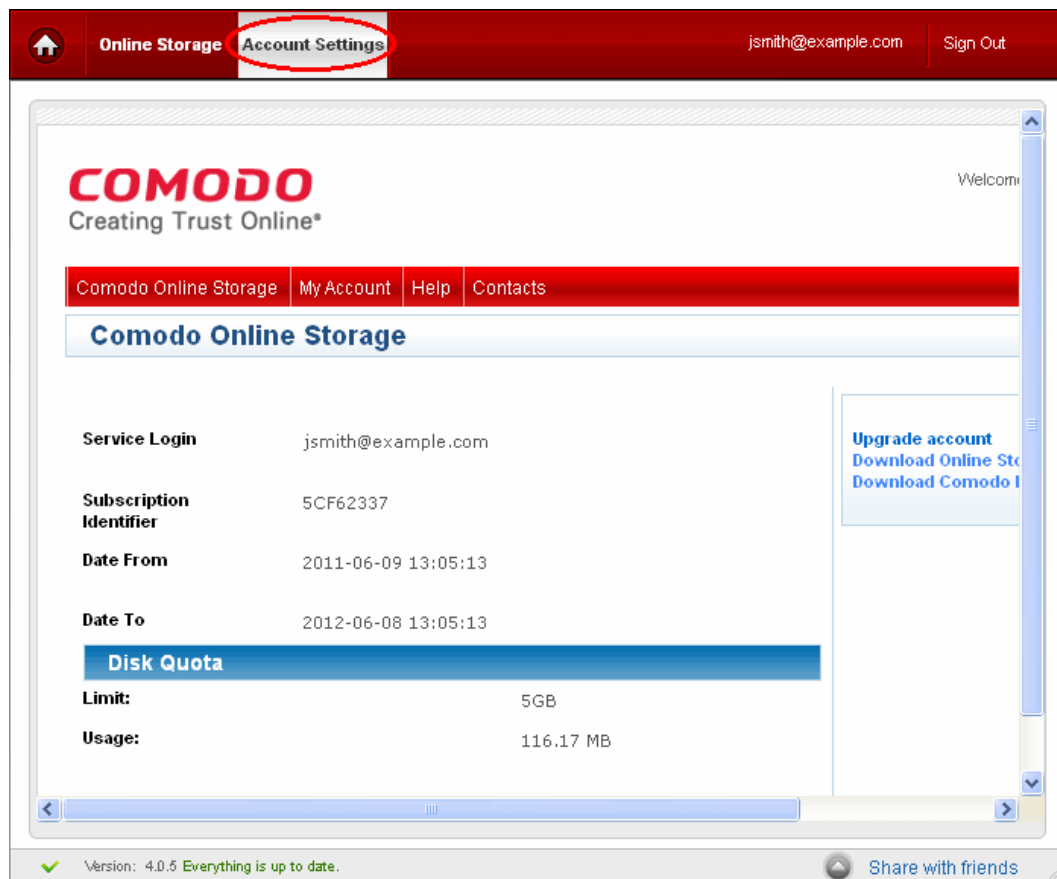 Online Storage Account Settings jsmith@example.com Sign Out
Welcom
COMODO
Creating Trust Online®
Comodo Online Storage My Account Help Contacts
Comodo Online Storage
Service Login jsmith@example.com
Upgrade account
Download Online Sto
Download Comodo
Subscription
Identifier 5CF62337
Date From 2011-06-09 13:05:13
Date To 2012-06-08 13:05:13
Disk Quota
Limit: 5GB
Usage: 116.17 MB
Version: 4.0.5 Everything is up to date. Share with friends